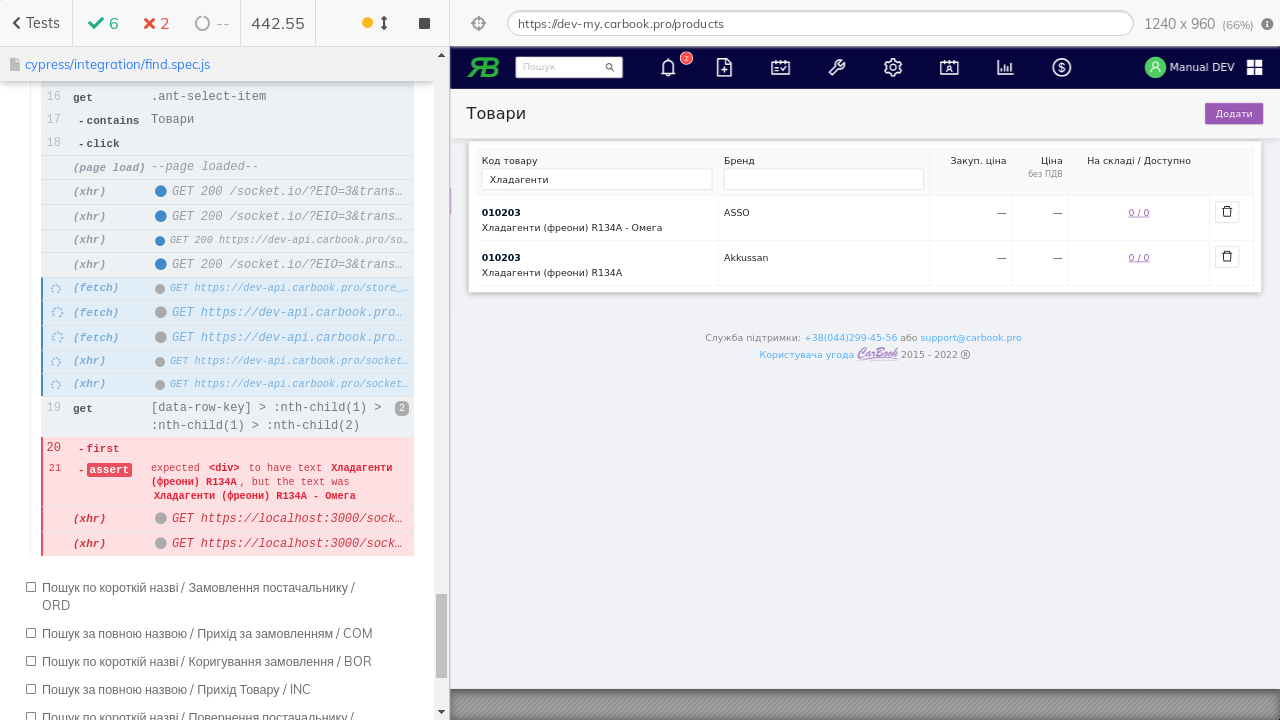 Tests 6 2 -- 442.55
https://dev-my.carbook.pro/products 1240 x 960 (66%)
cypress/integration/find.spec.js
16 get .ant-select-item
17 - contains Товари
18 - click
(page load) --page loaded--
(xhr) GET 200 /socket.io/?EIO=3&trans…
(xhr) GET 200 /socket.io/?EIO=3&trans…
(xhr) GET 200 https://dev-api.carbook.pro/so…
(xhr) GET 200 /socket.io/?EIO=3&trans…
(fetch) GET https://dev-api.carbook.pro/store_…
(fetch) GET https://dev-api.carbook.pro…
(fetch) GET https://dev-api.carbook.pro…
(xhr) GET https://dev-api.carbook.pro/socket…
(xhr) GET https://dev-api.carbook.pro/socket…
19 get [data-row-key] > :nth-child(1) > 2
:nth-child(1) > :nth-child(2)
20 - first
21 - assert expected <div> to have text Хладагенти
(фреони) R134A , but the text was
Хладагенти (фреони) R134A - Омега
(xhr) GET https://localhost:3000/sock…
(xhr) GET https://localhost:3000/sock…
Пошук по короткій назві / Замовлення постачальнику /
ORD
Пошук за повною назвою / Прихід за замовленням / COM
Пошук по короткій назві / Коригування замовлення / BOR
Пошук за повною назвою / Прихід Товару / INC
Пошук по короткій назві / Повернення постачальнику /
Пошук 2 Manual DEV
Товари Додати
Код товару Бренд Закуп. ціна Ціна На складі / Доступно
без ПДВ
Хладагенти
010203 ASSO — — 0 / 0
Хладагенти (фреони) R134A - Омега
010203 Akkussan — — 0 / 0
Хладагенти (фреони) R134A
Служба підтримки: +38(044)299-45-56 або support@carbook.pro
Користувача угода CarBook 2015 - 2022 ®